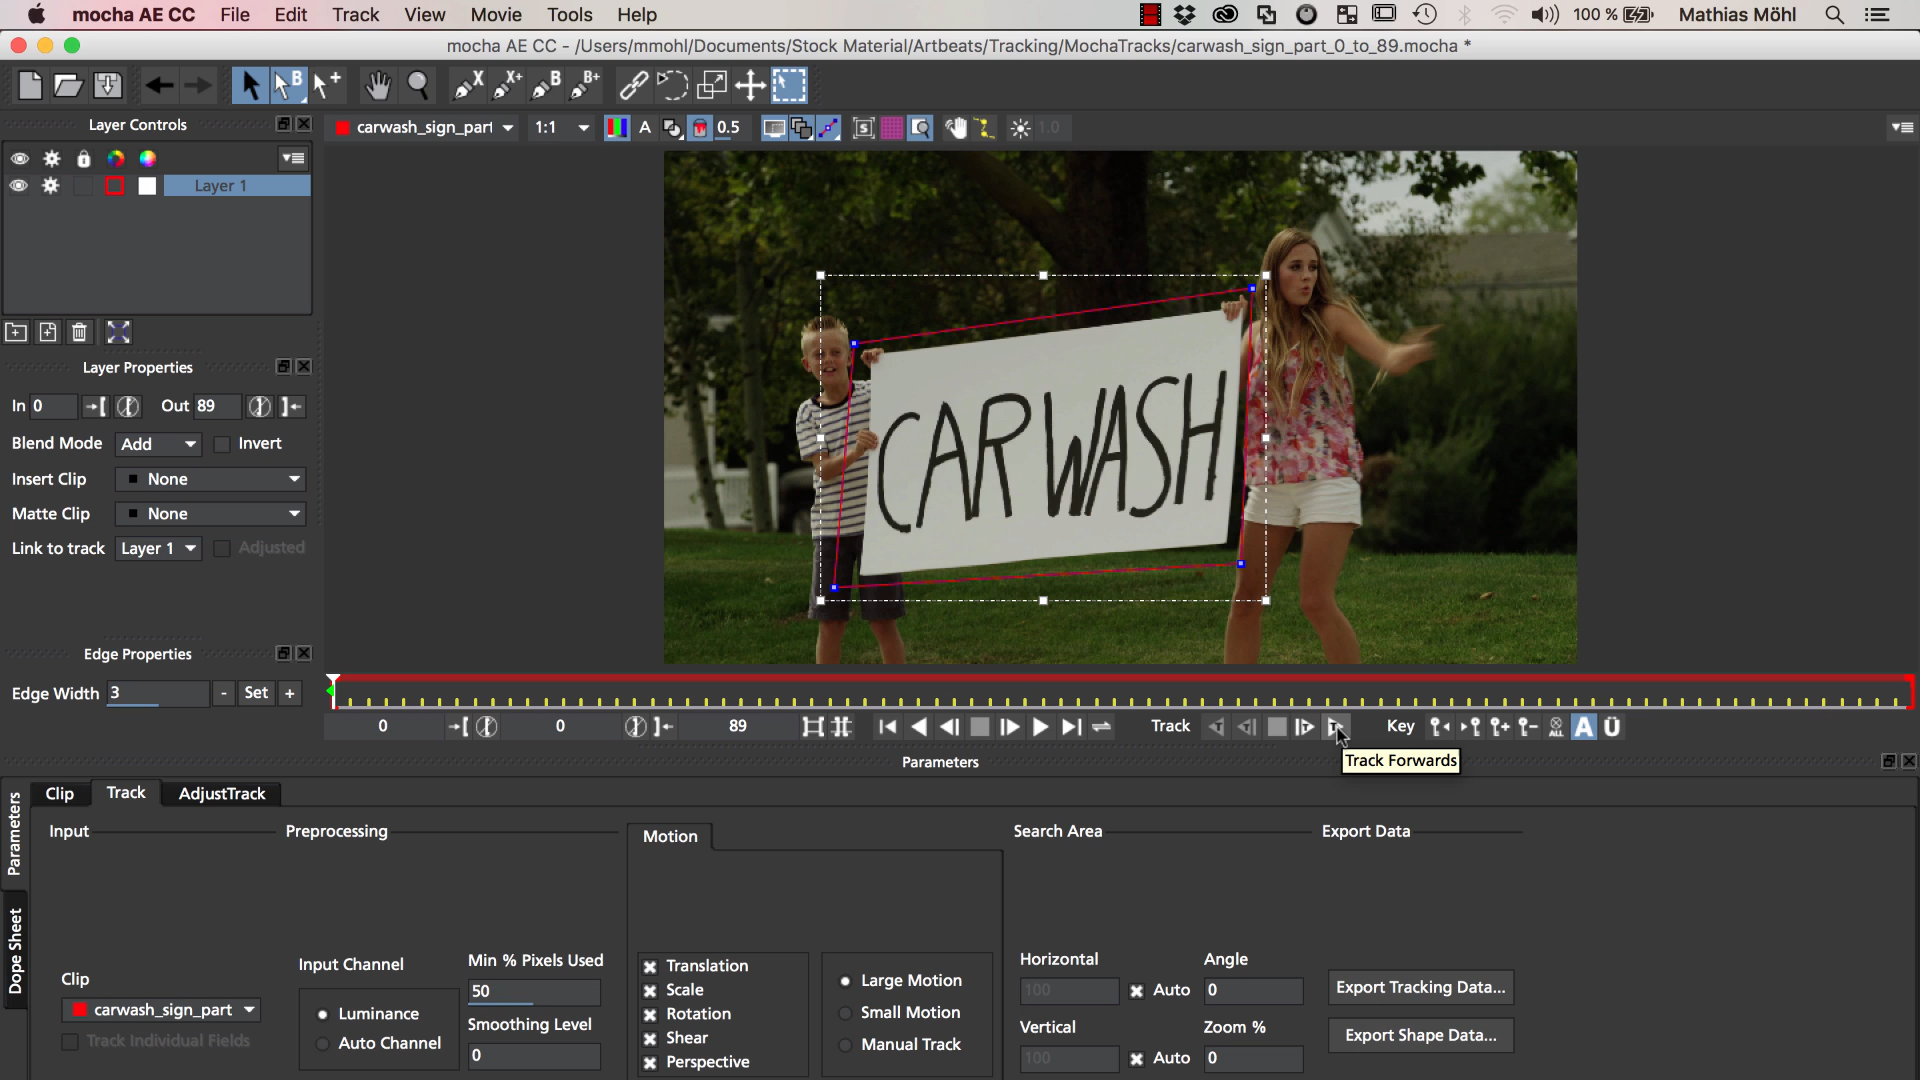 mocha AE CC File Edit Track View Movie Tools Help 100 % Mathias Möhl
mocha AE CC - /Users/mmohl/Documents/Stock Material/Artbeats/Tracking/MochaTracks/carwash_sign_part_0_to_89.mocha *
B + X X+ B B+
Layer Controls
carwash_sign_part 1:1 A 0.5 1.0
Layer 1
CAR WASH
Layer Properties
In 0 Out 89
Blend Mode Add Invert
Insert Clip None
Matte Clip None
Link to track Layer 1 Adjusted
Edge Properties
Edge Width 3 - Set +
0 0 89 Track Key ALL A Ü
Track Forwards
Parameters
Parameters
Dope Sheet
Clip Track AdjustTrack
Input Preprocessing Motion Search Area Export Data
Clip
carwash_sign_part
Track Individual Fields
Input Channel
Luminance
Auto Channel
Min % Pixels Used
50
Smoothing Level
0
Translation
Scale
Rotation
Shear
Perspective
Large Motion
Small Motion
Manual Track
Horizontal Angle
100 Auto 0
Vertical Zoom %
100 Auto 0
Export Tracking Data...
Export Shape Data...